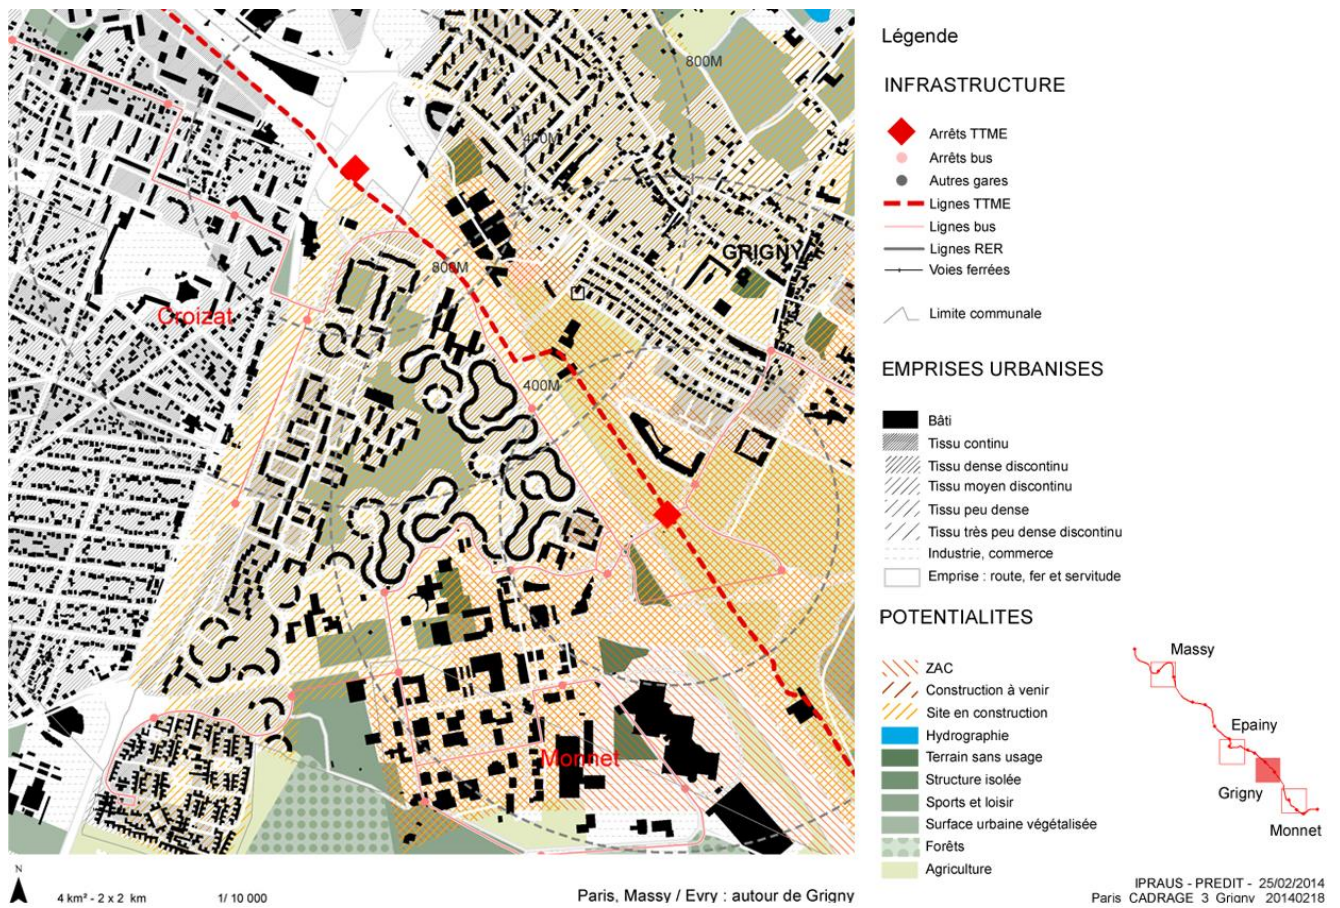 800M
400M
GRIGNY
800M
Croizat
400M
Monnet
N
4 km² - 2 x 2 km
1/ 10 000
Paris, Massy / Evry : autour de Grigny
Légende
INFRASTRUCTURE
Arrêts TTME
Arrêts bus
Autres gares
Lignes TTME
Lignes bus
Lignes RER
Voies ferrées
Limite communale
EMPRISES URBANISES
Bâti
Tissu continu
Tissu dense discontinu
Tissu moyen discontinu
Tissu peu dense
Tissu très peu dense discontinu
Industrie, commerce
Emprise : route, fer et servitude
POTENTIALITES
ZAC
Construction à venir
Site en construction
Hydrographie
Terrain sans usage
Structure isolée
Sports et loisir
Surface urbaine végétalisée
Forêts
Agriculture
Massy
Epainy
Grigny
Monnet
IPRAUS - PREDIT - 25/02/2014
Paris_CADRAGE_3_Grigny_20140218